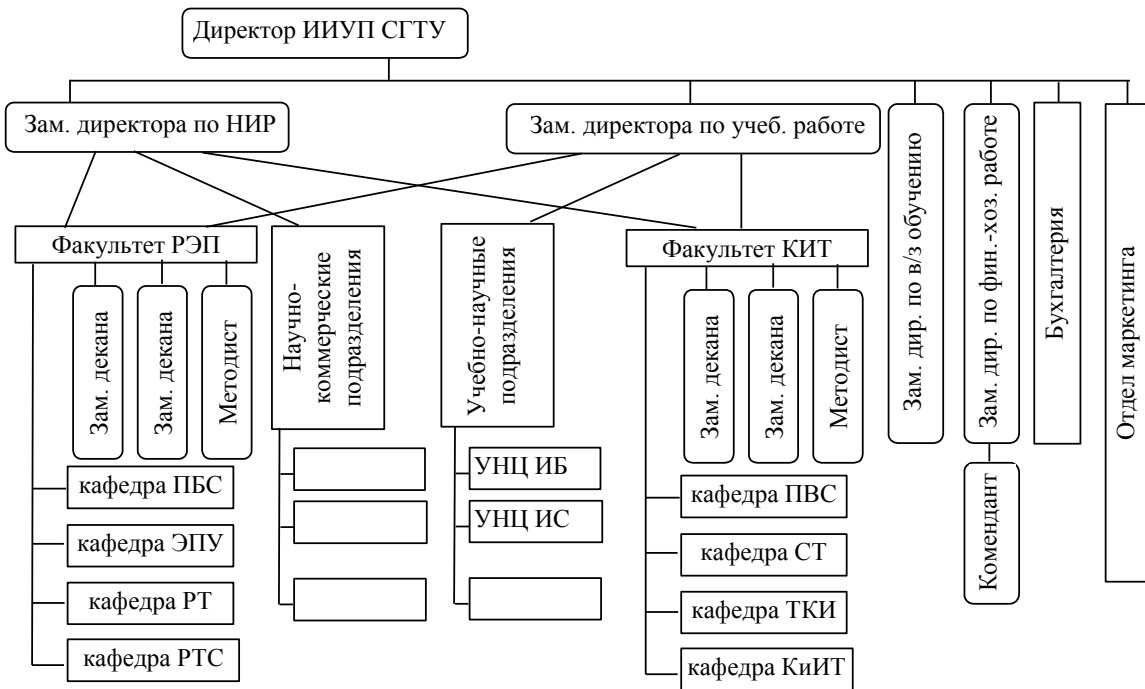 Директор ИИУП СГТУ
Зам. директора по НИР
Зам. директора по учеб. работе
Зам. дир. по в/з обучению
Зам. дир. по фин.-хоз. работе
Бухгалтерия
Отдел маркетинга
Факультет РЭП
Зам. декана
Зам. декана
Методист
Научно-
коммерческие
подразделения
Учебно-научные
подразделения
Факультет КИТ
Зам. декана
Зам. декана
Методист
Комендант
кафедра ПБС
кафедра ЭПУ
кафедра РТ
кафедра РТС
УНЦ ИБ
УНЦ ИС
кафедра ПВС
кафедра СТ
кафедра ТКИ
кафедра КиИТ